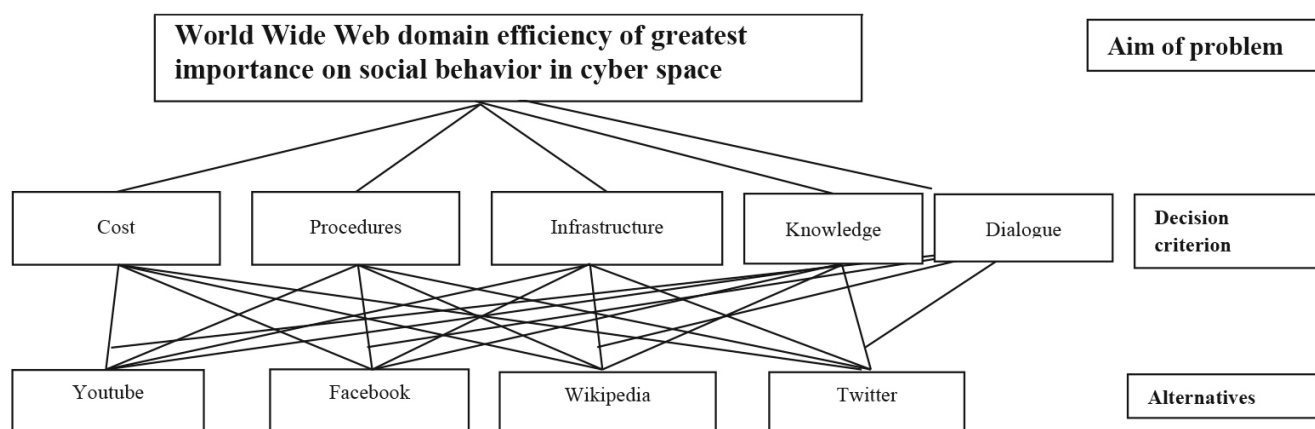 World Wide Web domain efficiency of greatest
importance on social behavior in cyber space
Aim of problem
Cost
Procedures
Infrastructure
Knowledge
Dialogue
Decision
criterion
Youtube
Facebook
Wikipedia
Twitter
Alternatives